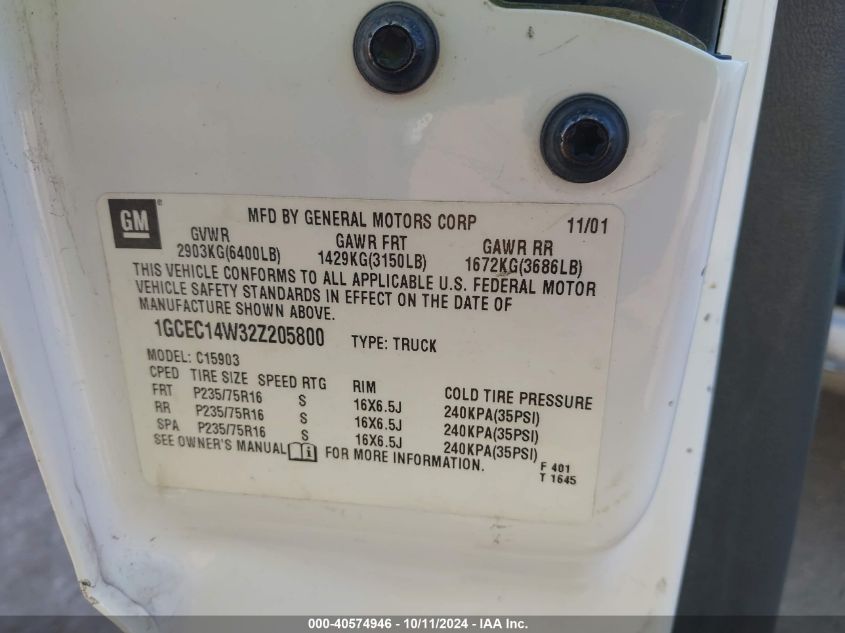 GM ®
MFD BY GENERAL MOTORS CORP 11/01
GVWR GAWR FRT GAWR RR
2903KG(6400LB) 1429KG(3150LB) 1672KG(3686LB)
THIS VEHICLE CONFORMS TO ALL APPLICABLE U.S. FEDERAL MOTOR
VEHICLE SAFETY STANDARDS IN EFFECT ON THE DATE OF
MANUFACTURE SHOWN ABOVE.
1GCEC14W32Z205800 TYPE: TRUCK
MODEL: C15903
CPED TIRE SIZE SPEED RTG RIM COLD TIRE PRESSURE
FRT P235/75R16 S 16X6.5J 240KPA(35PSI)
RR P235/75R16 S 16X6.5J 240KPA(35PSI)
SPA P235/75R16 S 16X6.5J 240KPA(35PSI)
SEE OWNER'S MANUAL i FOR MORE INFORMATION.
F 401
T 1645
000-40574946 - 10/11/2024 - IAA Inc.